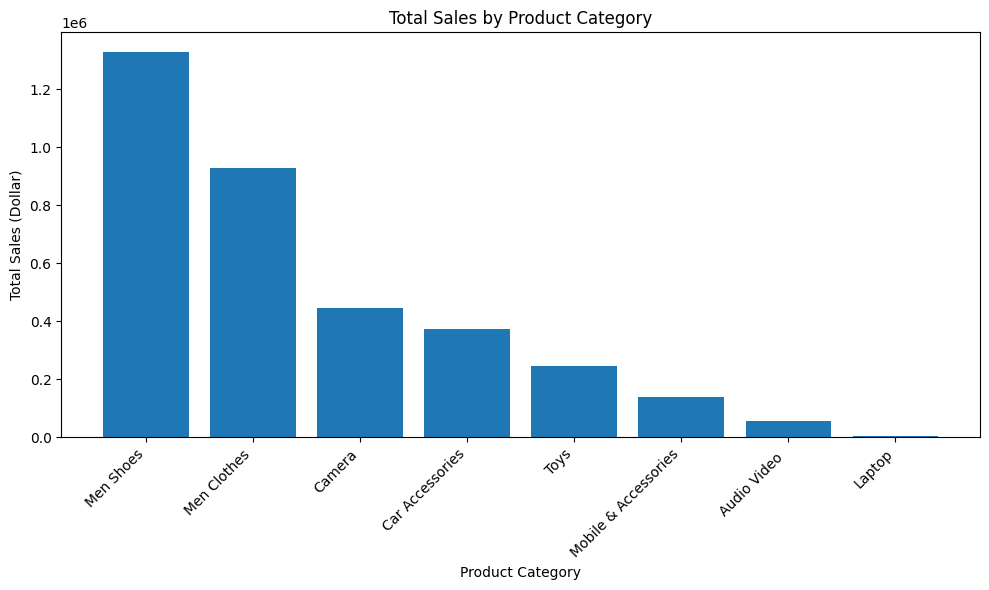 Total Sales by Product Category
1e6
Total Sales (Dollar)
1.2
1.0
0.8
0.6
0.4
0.2
0.0
Men Shoes
Men Clothes
Camera
Car Accessories
Toys
Mobile & Accessories
Audio Video
Laptop
Product Category